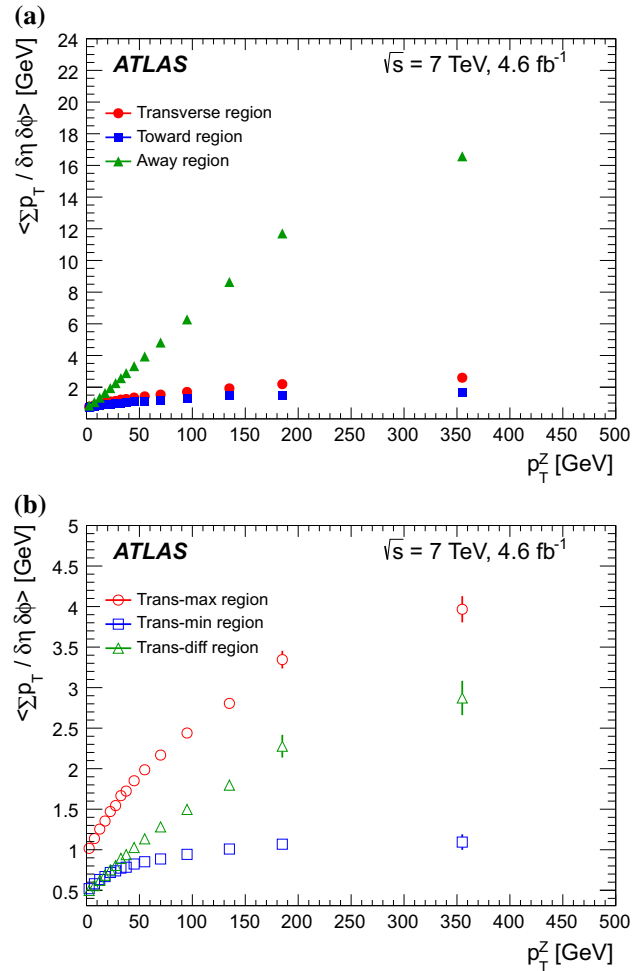 (a)
24
22
20
18
16
14
12
10
8
6
4
2
<Σp_T / δη δϕ> [GeV]
ATLAS
√s = 7 TeV, 4.6 fb⁻¹
Transverse region
Toward region
Away region
0 50 100 150 200 250 300 350 400 450 500
p_T^Z [GeV]
(b)
5
4.5
4
3.5
3
2.5
2
1.5
1
0.5
<Σp_T / δη δϕ> [GeV]
ATLAS
√s = 7 TeV, 4.6 fb⁻¹
Trans-max region
Trans-min region
Trans-diff region
0 50 100 150 200 250 300 350 400 450 500
p_T^Z [GeV]